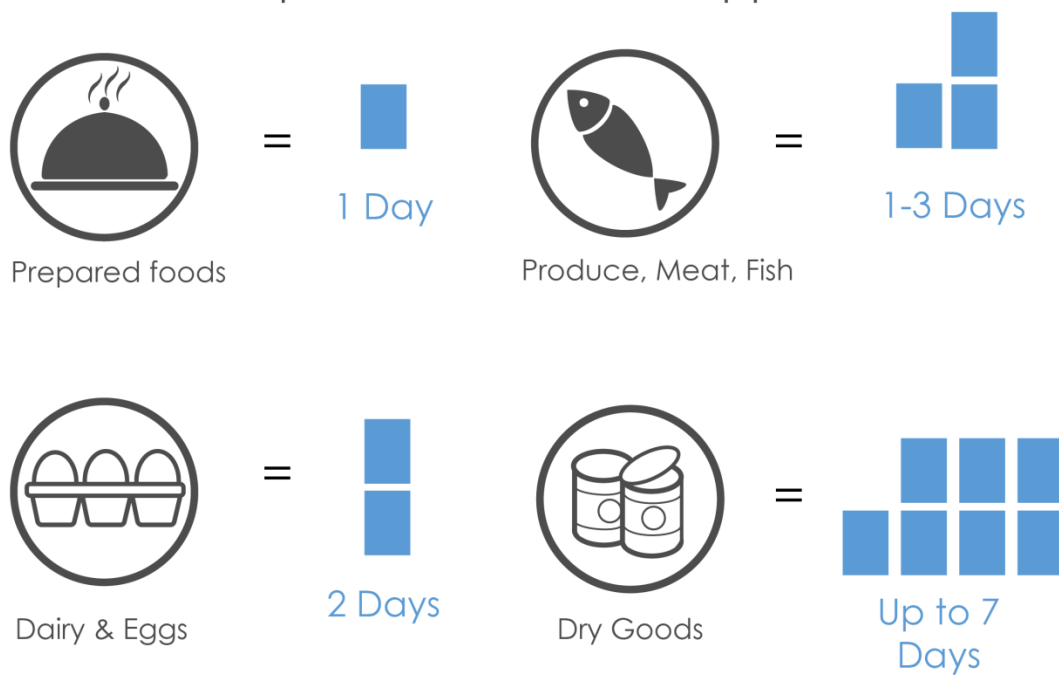 =
1 Day
Prepared foods
=
1-3 Days
Produce, Meat, Fish
=
2 Days
Dairy & Eggs
=
Up to 7
Days
Dry Goods